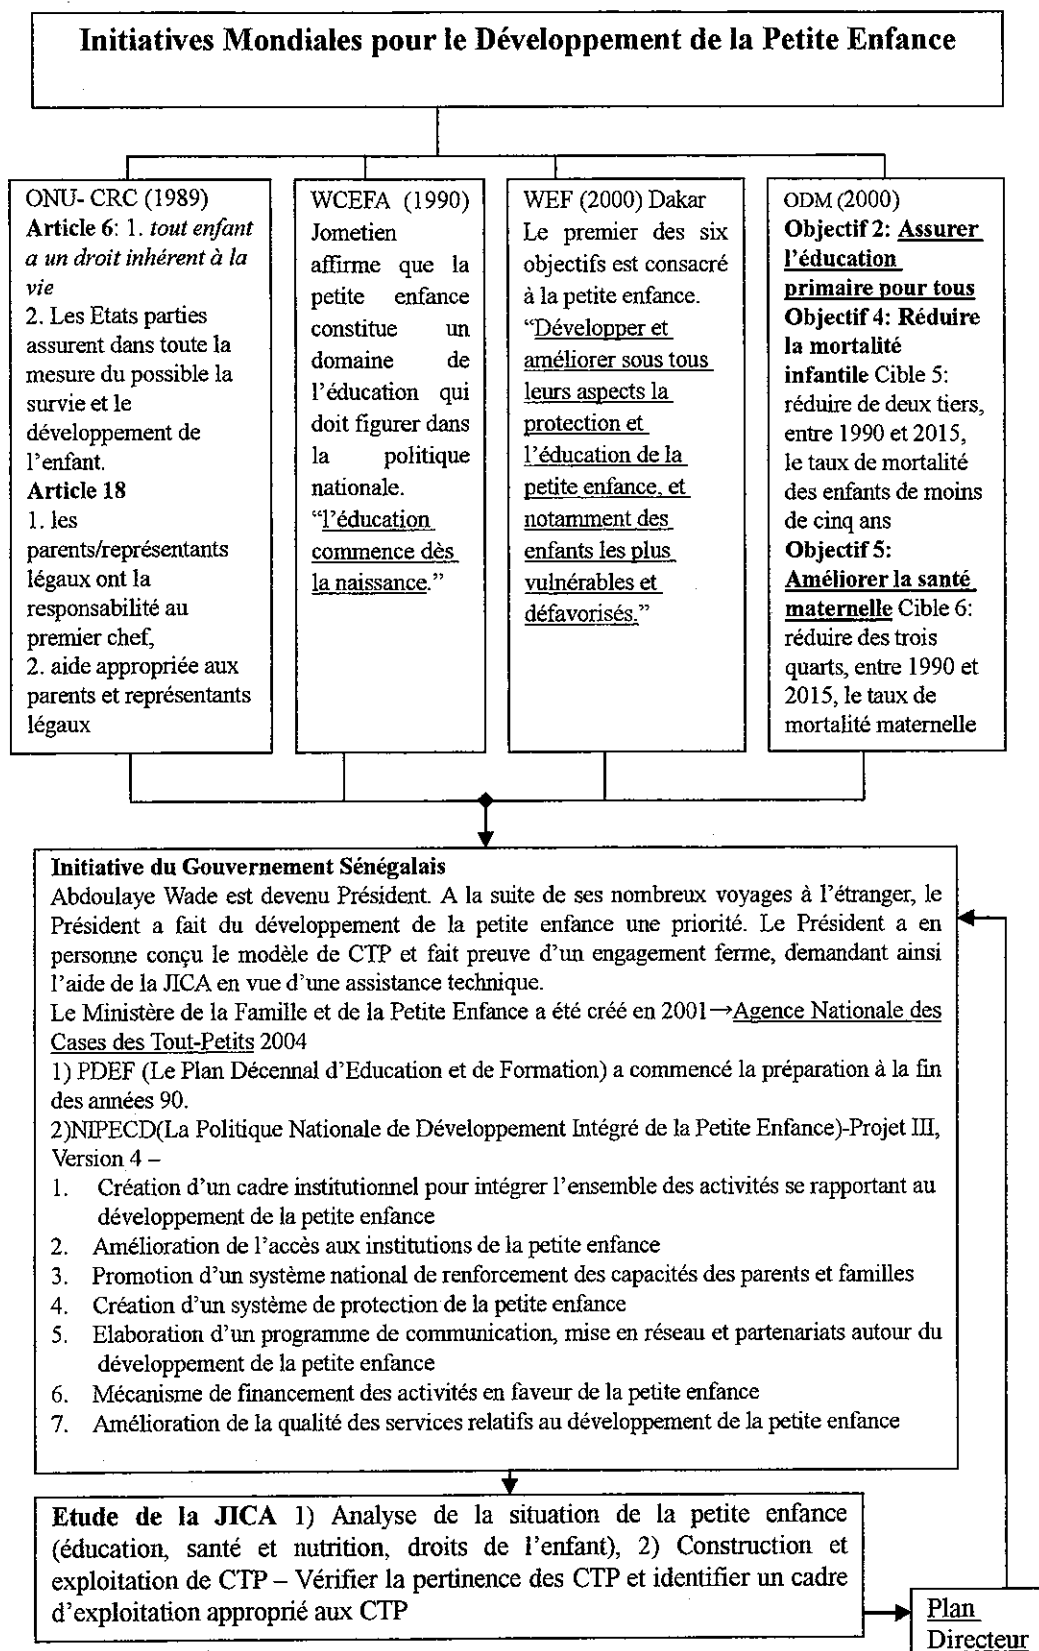 Initiatives Mondiales pour le Développement de la Petite Enfance
ONU- CRC (1989)
Article 6: 1. tout enfant
a un droit inhérent à la
vie
2. Les Etats parties
assurent dans toute la
mesure du possible la
survie et le
développement de
l'enfant.
Article 18
1. les
parents/représentants
légaux ont la
responsabilité au
premier chef,
2. aide appropriée aux
parents et représentants
légaux
WCEFA (1990)
Jometien
affirme que la
petite enfance
constitue un
domaine de
l'éducation qui
doit figurer dans
la politique
nationale.
“l'éducation
commence dès
la naissance.”
WEF (2000) Dakar
Le premier des six
objectifs est consacré
à la petite enfance.
“Développer et
améliorer sous tous
leurs aspects la
protection et
l'éducation de la
petite enfance, et
notamment des
enfants les plus
vulnérables et
défavorisés.”
ODM (2000)
Objectif 2: Assurer
l'éducation
primaire pour tous
Objectif 4: Réduire
la mortalité
infantile Cible 5:
réduire de deux tiers,
entre 1990 et 2015,
le taux de mortalité
des enfants de moins
de cinq ans
Objectif 5:
Améliorer la santé
maternelle Cible 6:
réduire des trois
quarts, entre 1990 et
2015, le taux de
mortalité maternelle
Initiative du Gouvernement Sénégalais
Abdoulaye Wade est devenu Président. A la suite de ses nombreux voyages à l'étranger, le
Président a fait du développement de la petite enfance une priorité. Le Président a en
personne conçu le modèle de CTP et fait preuve d'un engagement ferme, demandant ainsi
l'aide de la JICA en vue d'une assistance technique.
Le Ministère de la Famille et de la Petite Enfance a été créé en 2001→Agence Nationale des
Cases des Tout-Petits 2004
1) PDEF (Le Plan Décennal d'Education et de Formation) a commencé la préparation à la fin
des années 90.
2)NIPECD(La Politique Nationale de Développement Intégré de la Petite Enfance)-Projet III,
Version 4 –
1. Création d'un cadre institutionnel pour intégrer l'ensemble des activités se rapportant au
développement de la petite enfance
2. Amélioration de l'accès aux institutions de la petite enfance
3. Promotion d'un système national de renforcement des capacités des parents et familles
4. Création d'un système de protection de la petite enfance
5. Elaboration d'un programme de communication, mise en réseau et partenariats autour du
développement de la petite enfance
6. Mécanisme de financement des activités en faveur de la petite enfance
7. Amélioration de la qualité des services relatifs au développement de la petite enfance
Etude de la JICA 1) Analyse de la situation de la petite enfance
(éducation, santé et nutrition, droits de l'enfant), 2) Construction et
exploitation de CTP – Vérifier la pertinence des CTP et identifier un cadre
d'exploitation approprié aux CTP
Plan
Directeur